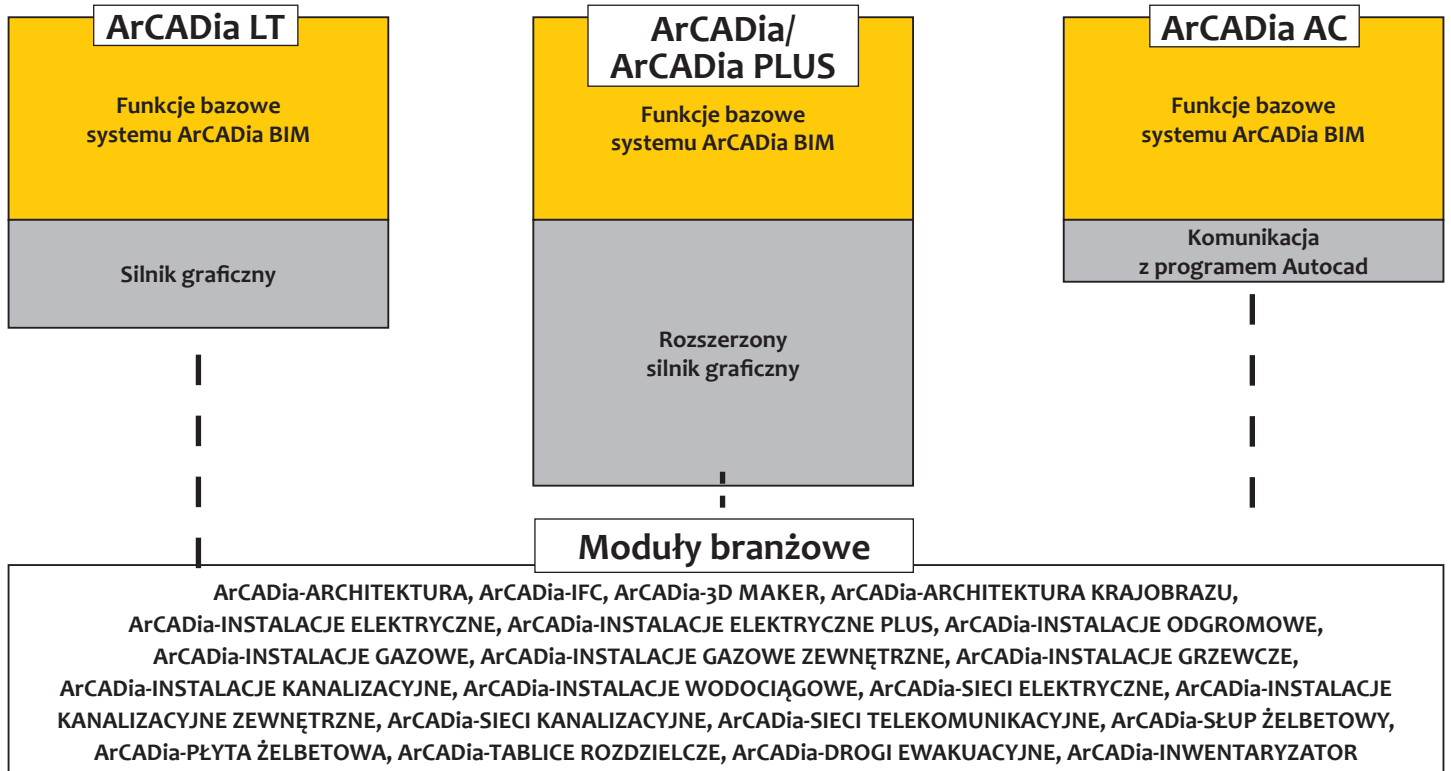 ArCADia LT
Funkcje bazowe
systemu ArCADia BIM
Silnik graficzny
ArCADia/
ArCADia PLUS
Funkcje bazowe
systemu ArCADia BIM
Rozszerzony
silnik graficzny
ArCADia AC
Funkcje bazowe
systemu ArCADia BIM
Komunikacja
z programem Autocad
Moduły branżowe
ArCADia-ARCHITEKTURA, ArCADia-IFC, ArCADia-3D MAKER, ArCADia-ARCHITEKTURA KRAJOBRAZU,
ArCADia-INSTALACJE ELEKTRYCZNE, ArCADia-INSTALACJE ELEKTRYCZNE PLUS, ArCADia-INSTALACJE ODGROMOWE,
ArCADia-INSTALACJE GAZOWE, ArCADia-INSTALACJE GAZOWE ZEWNĘTRZNE, ArCADia-INSTALACJE GRZEWCZE,
ArCADia-INSTALACJE KANALIZACYJNE, ArCADia-INSTALACJE WODOCIĄGOWE, ArCADia-SIECI ELEKTRYCZNE, ArCADia-INSTALACJE
KANALIZACYJNE ZEWNĘTRZNE, ArCADia-SIECI KANALIZACYJNE, ArCADia-SIECI TELEKOMUNIKACYJNE, ArCADia-SŁUP ŻELBETOWY,
ArCADia-PŁYTA ŻELBETOWA, ArCADia-TABLICE ROZDZIELCZE, ArCADia-DROGI EWAKUACYJNE, ArCADia-INWENTARYZATOR